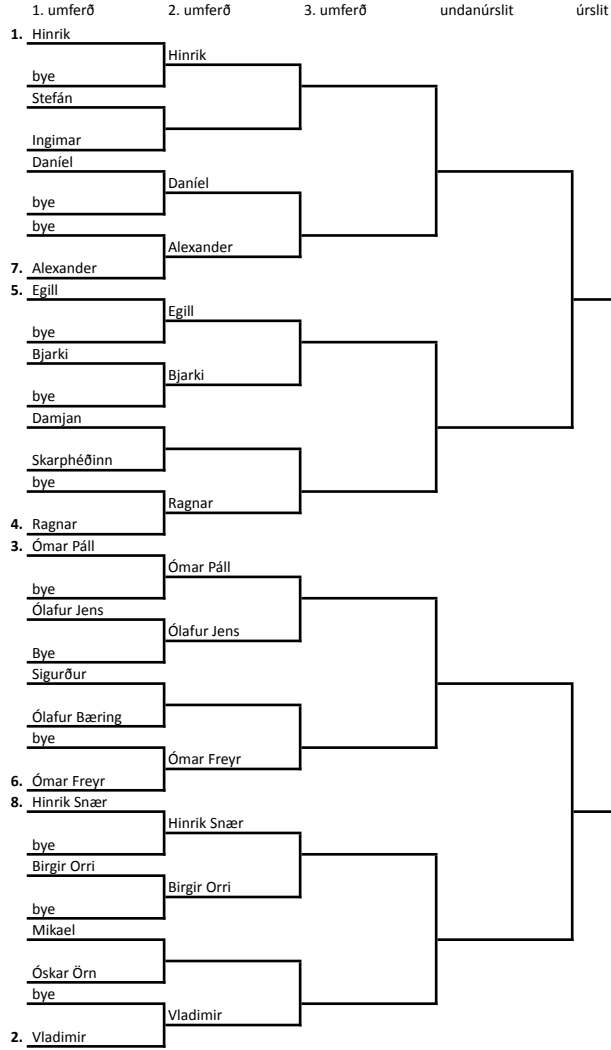 1. umferð 2. umferð 3. umferð undanúrslit úrslit
1. Hinrik
Hinrik
bye
Stefán
Ingimar
Daníel
Daníel
bye
bye
Alexander
7. Alexander
5. Egill
Egill
bye
Bjarki
Bjarki
bye
Damjan
Skarphéðinn
bye
Ragnar
4. Ragnar
3. Ómar Páll
Ómar Páll
bye
Ólafur Jens
Ólafur Jens
Bye
Sigurður
Ólafur Bæring
bye
Ómar Freyr
6. Ómar Freyr
8. Hinrik Snær
Hinrik Snær
bye
Birgir Orri
Birgir Orri
bye
Mikael
Óskar Örn
bye
Vladimir
2. Vladimir